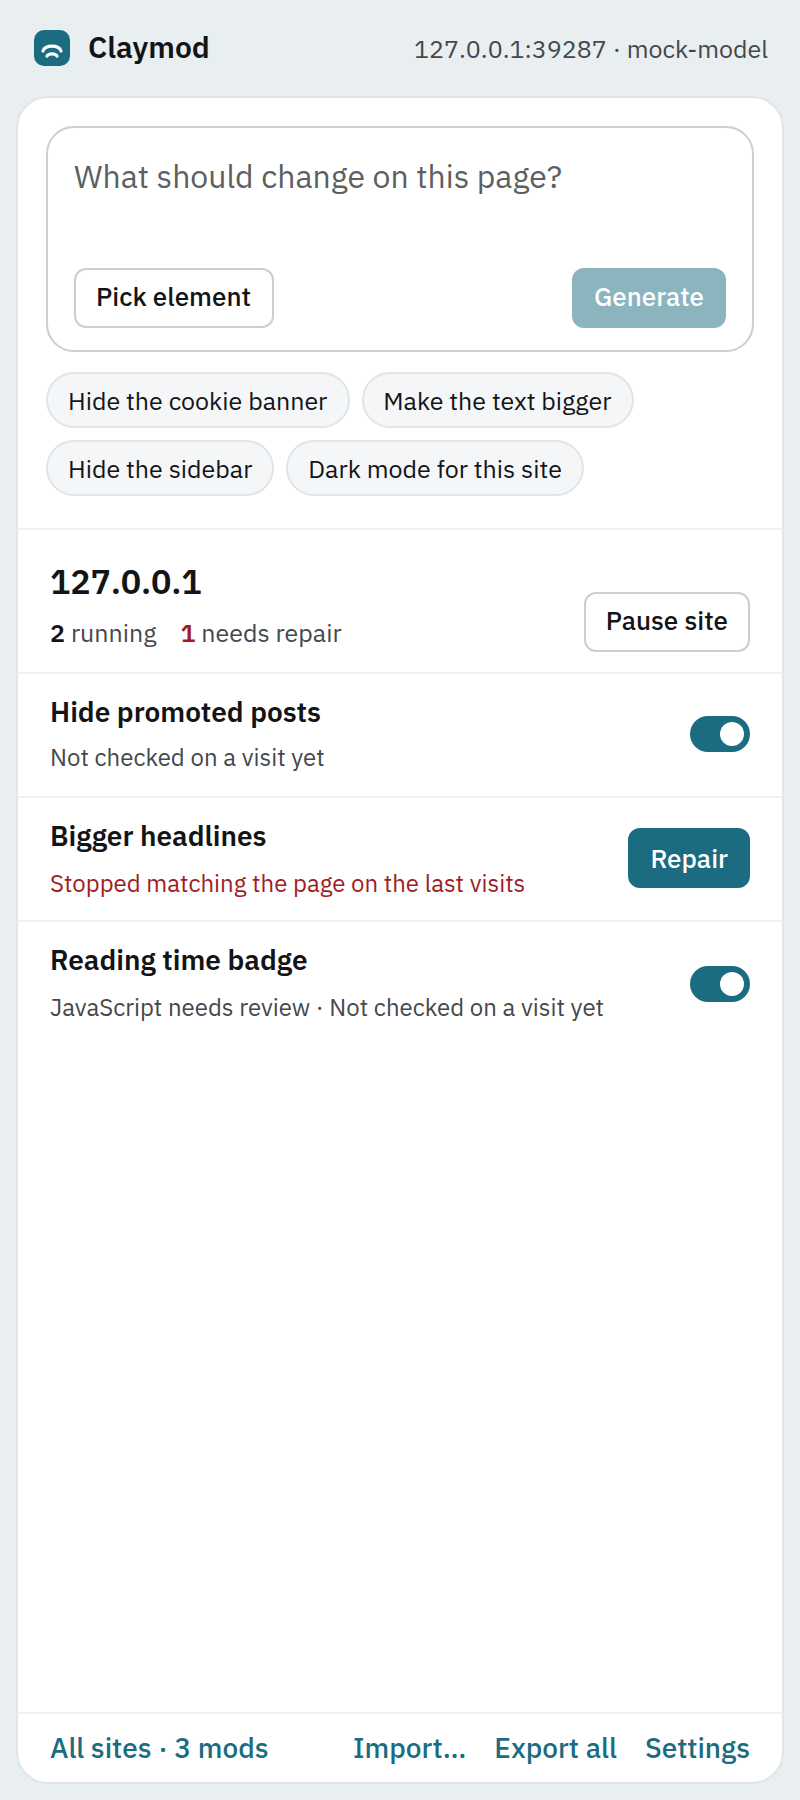 Claymod
127.0.0.1:39287 · mock-model
What should change on this page?
Pick element
Generate
Hide the cookie banner
Make the text bigger
Hide the sidebar
Dark mode for this site
127.0.0.1
2 running 1 needs repair
Pause site
Hide promoted posts
Not checked on a visit yet
Bigger headlines
Stopped matching the page on the last visits
Repair
Reading time badge
JavaScript needs review · Not checked on a visit yet
All sites · 3 mods
Import...
Export all
Settings